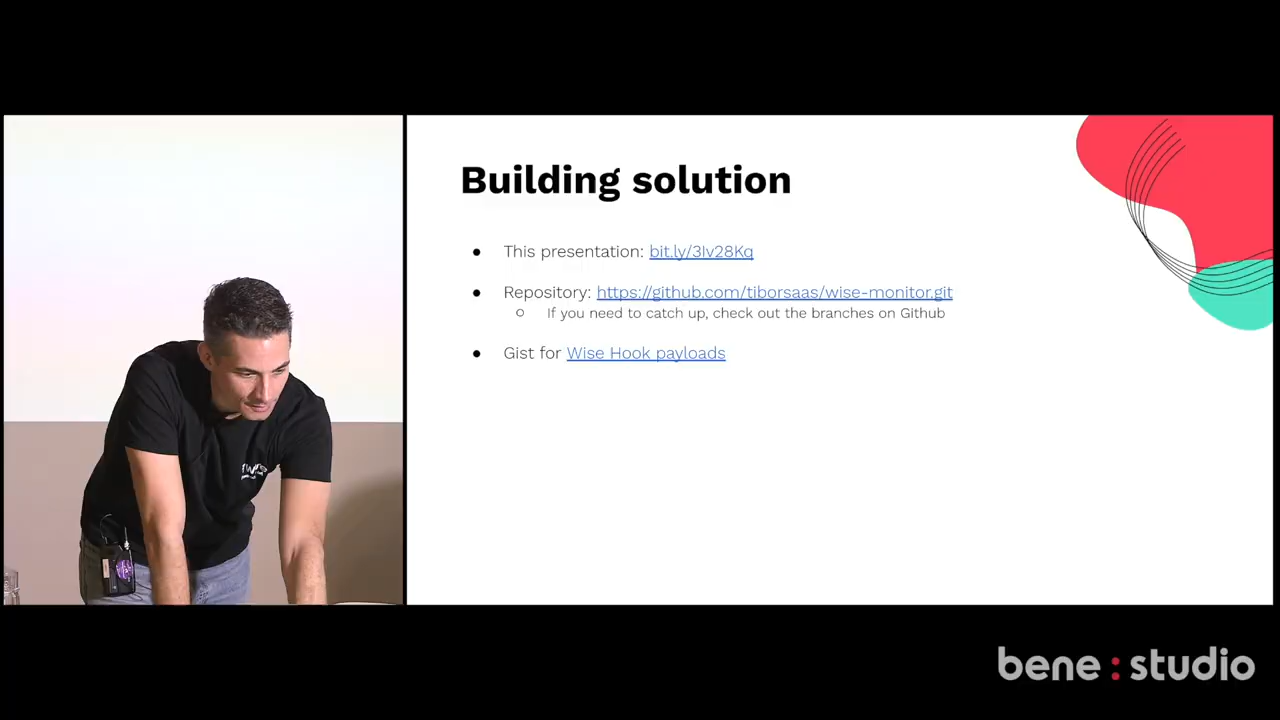 Building solution
● This presentation: bit.ly/3Iv28Kq
● Repository: https://github.com/tiborsaas/wise-monitor.git
○ If you need to catch up, check out the branches on Github
● Gist for Wise Hook payloads
bene : studio